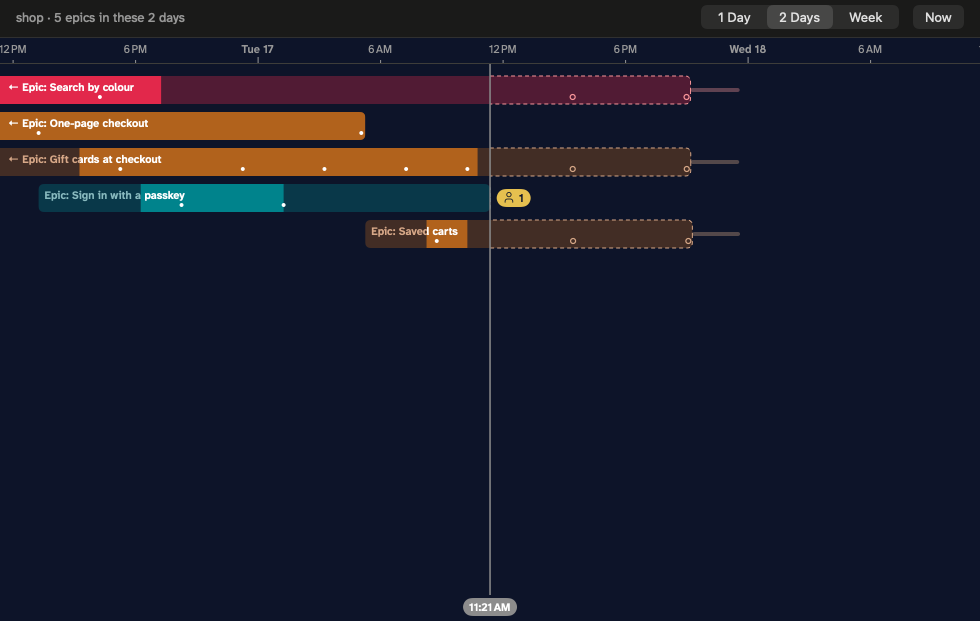 shop · 5 epics in these 2 days
1 Day
2 Days
Week
Now
12 PM
6 PM
Tue 17
6 AM
12 PM
6 PM
Wed 18
6 AM
← Epic: Search by colour
← Epic: One-page checkout
← Epic: Gift cards at checkout
Epic: Sign in with a passkey
1
Epic: Saved carts
11:21 AM